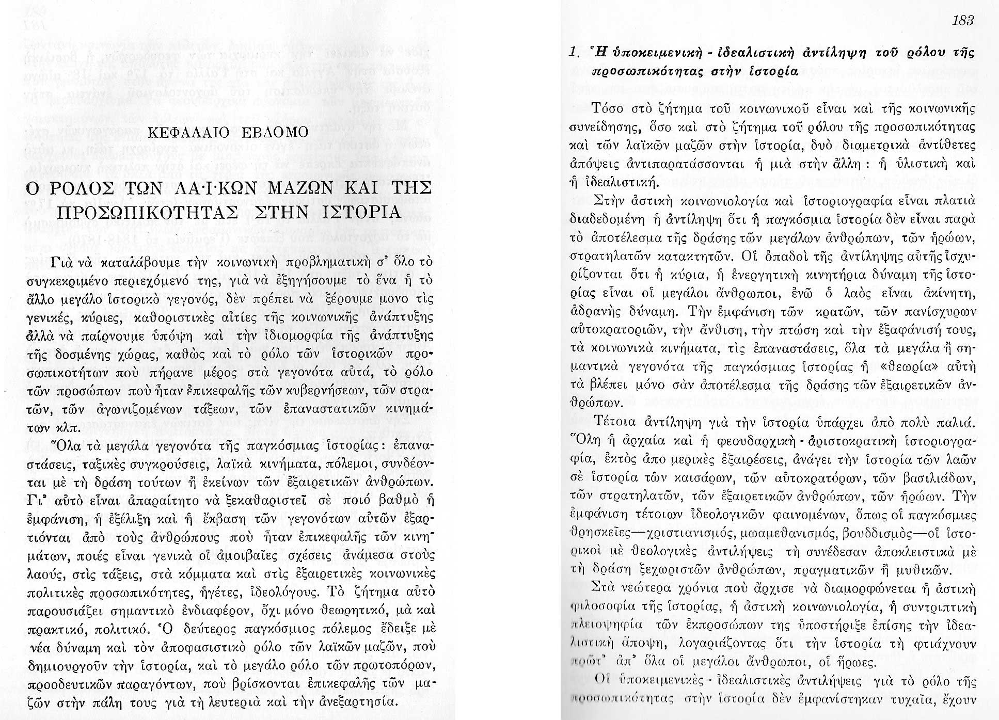 ΚΕΦΑΛΑΙΟ ΕΒΔΟΜΟ
Ο ΡΟΛΟΣ ΤΩΝ ΛΑ·Ι·ΚΩΝ ΜΑΖΩΝ ΚΑΙ ΤΗΣ
ΠΡΟΣΩΠΙΚΟΤΗΤΑΣ ΣΤΗΝ ΙΣΤΟΡΙΑ
Γιὰ νὰ καταλάβουμε τὴν κοινωνικὴ προβληματικὴ σ’ ὅλο τὸ
συγκεκριμένο περιεχόμενό της, γιὰ νὰ ἐξηγήσουμε τὸ ἕνα ἢ τὸ
ἄλλο μεγάλο ἱστορικὸ γεγονός, δὲν πρέπει νὰ ξέρουμε μονο τὶς
γενικές, κύριες, καθοριστικὲς αἰτίες τῆς κοινωνικῆς ἀνάπτυξης
ἀλλὰ νὰ παίρνουμε ὑπόψη καὶ τὴν ἰδιομορφία τῆς ἀνάπτυξης
τῆς δοσμένης χώρας, καθὼς καὶ τὸ ρόλο τῶν ἱστορικῶν προ-
σωπικοτήτων ποὺ πήρανε μέρος στὰ γεγονότα αὐτά, τὸ ρόλο
τῶν προσώπων ποὺ ἦταν ἐπικεφαλῆς τῶν κυβερνήσεων, τῶν στρα-
τῶν, τῶν ἀγωνιζομένων τάξεων, τῶν ἐπαναστατικῶν κινημά-
των κλπ.
Ὅλα τὰ μεγάλα γεγονότα τῆς παγκόσμιας ἱστορίας : ἐπανα-
στάσεις, ταξικὲς συγκρούσεις, λαϊκὰ κινήματα, πόλεμοι, συνδέον-
ται μὲ τὴ δράση τούτων ἢ ἐκείνων τῶν ἐξαιρετικῶν ἀνθρώπων.
Γι’ αὐτὸ εἶναι ἀπαραίτητο νὰ ξεκαθαριστεῖ σὲ ποιό βαθμὸ ἡ
ἐμφάνιση, ἡ ἐξέλιξη καὶ ἡ ἔκβαση τῶν γεγονότων αὐτῶν ἐξαρ-
τιόνται ἀπὸ τοὺς ἀνθρώπους ποὺ ἦταν ἐπικεφαλῆς τῶν κινη-
μάτων, ποιές εἶναι γενικὰ οἱ ἀμοιβαῖες σχέσεις ἀνάμεσα στοὺς
λαούς, στὶς τάξεις, στὰ κόμματα καὶ στὶς ἐξαιρετικὲς κοινωνικὲς
πολιτικὲς προσωπικότητες, ἡγέτες, ἰδεολόγους. Τὸ ζήτημα αὐτὸ
παρουσιάζει σημαντικὸ ἐνδιαφέρον, ὄχι μόνο θεωρητικό, μὰ καὶ
πρακτικό, πολιτικό. Ὁ δεύτερος παγκόσμιος πόλεμος ἔδειξε μὲ
νέα δύναμη καὶ τὸν ἀποφασιστικὸ ρόλο τῶν λαϊκῶν μαζῶν, ποὺ
δημιουργοῦν τὴν ἱστορία, καὶ τὸ μεγάλο ρόλο τῶν πρωτοπόρων,
προοδευτικῶν παραγόντων, ποὺ βρίσκονται ἐπικεφαλῆς τῶν μα-
ζῶν στὴν πάλη τους γιὰ τὴ λευτεριὰ καὶ τὴν ἀνεξαρτησία.
183
1. Ἡ ὑποκειμενικὴ - ἰδεαλιστικὴ ἀντίληψη τοῦ ρόλου τῆς
προσωπικότητας στὴν ἱστορία
Τόσο στὸ ζήτημα τοῦ κοινωνικοῦ εἶναι καὶ τῆς κοινωνικῆς
συνείδησης, ὅσο καὶ στὸ ζήτημα τοῦ ρόλου τῆς προσωπικότητας
καὶ τῶν λαϊκῶν μαζῶν στὴν ἱστορία, δυὸ διαμετρικὰ ἀντίθετες
ἀπόψεις ἀντιπαρατάσσονται ἡ μιὰ στὴν ἄλλη : ἡ ὑλιστικὴ καὶ
ἡ ἰδεαλιστική.
Στὴν ἀστικὴ κοινωνιολογία καὶ ἱστοριογραφία εἶναι πλατιὰ
διαδεδομένη ἡ ἀντίληψη ὅτι ἡ παγκόσμια ἱστορία δὲν εἶναι παρὰ
τὸ ἀποτέλεσμα τῆς δράσης τῶν μεγάλων ἀνθρώπων, τῶν ἡρώων,
στρατηλατῶν κατακτητῶν. Οἱ ὀπαδοὶ τῆς ἀντίληψης αὐτῆς ἰσχυ-
ρίζονται ὅτι ἡ κύρια, ἡ ἐνεργητικὴ κινητήρια δύναμη τῆς ἱστο-
ρίας εἶναι οἱ μεγάλοι ἄνθρωποι, ἐνῶ ὁ λαὸς εἶναι ἀκίνητη,
ἀδρανὴς δύναμη. Τὴν ἐμφάνιση τῶν κρατῶν, τῶν πανίσχυρων
αὐτοκρατοριῶν, τὴν ἄνθιση, τὴν πτώση καὶ τὴν ἐξαφάνισή τους,
τὰ κοινωνικὰ κινήματα, τὶς ἐπαναστάσεις, ὅλα τὰ μεγάλα ἢ ση-
μαντικὰ γεγονότα τῆς παγκόσμιας ἱστορίας ἡ «θεωρία» αὐτὴ
τὰ βλέπει μόνο σὰν ἀποτέλεσμα τῆς δράσης τῶν ἐξαιρετικῶν ἀν-
θρώπων.
Τέτοια ἀντίληψη γιὰ τὴν ἱστορία ὑπάρχει ἀπὸ πολὺ παλιά.
Ὅλη ἡ ἀρχαία καὶ ἡ φεουδαρχικὴ - ἀριστοκρατικὴ ἱστοριογρα-
φία, ἐκτὸς ἀπο μερικὲς ἐξαιρέσεις, ἀνάγει τὴν ἱστορία τῶν λαῶν
σὲ ἱστορία τῶν καισάρων, τῶν αὐτοκρατόρων, τῶν βασιλιάδων,
τῶν στρατηλατῶν, τῶν ἐξαιρετικῶν ἀνθρώπων, τῶν ἡρώων. Τὴν
ἐμφάνιση τέτοιων ἰδεολογικῶν φαινομένων, ὅπως οἱ παγκόσμιες
θρησκεῖες—χριστιανισμός, μωαμεθανισμός, βουδδισμὸς—οἱ ἱστο-
ρικοὶ μὲ θεολογικὲς ἀντιλήψεις τὴ συνέδεσαν ἀποκλειστικὰ μὲ
τὴ δράση ξεχωριστῶν ἀνθρώπων, πραγματικῶν ἢ μυθικῶν.
Στὰ νεώτερα χρόνια ποὺ ἄρχισε νὰ διαμορφώνεται ἡ ἀστικὴ
φιλοσοφία τῆς ἱστορίας, ἡ ἀστικὴ κοινωνιολογία, ἡ συντριπτικὴ
πλειοψηφία τῶν ἐκπροσώπων της ὑποστήριξε ἐπίσης τὴν ἰδεα-
λιστικὴ ἄποψη, λογαριάζοντας ὅτι τὴν ἱστορία τὴ φτιάχνουν
πρῶτ’ ἀπ’ ὅλα οἱ μεγάλοι ἄνθρωποι, οἱ ἥρωες.
Οἱ ὑποκειμενικὲς - ἰδεαλιστικὲς ἀντιλήψεις γιὰ τὸ ρόλο τῆς
προσωπικότητας στὴν ἱστορία δὲν ἐμφανίστηκαν τυχαῖα, ἔχουν